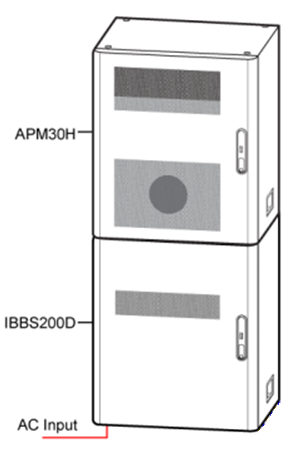 APM30H
IBBS200D
AC Input